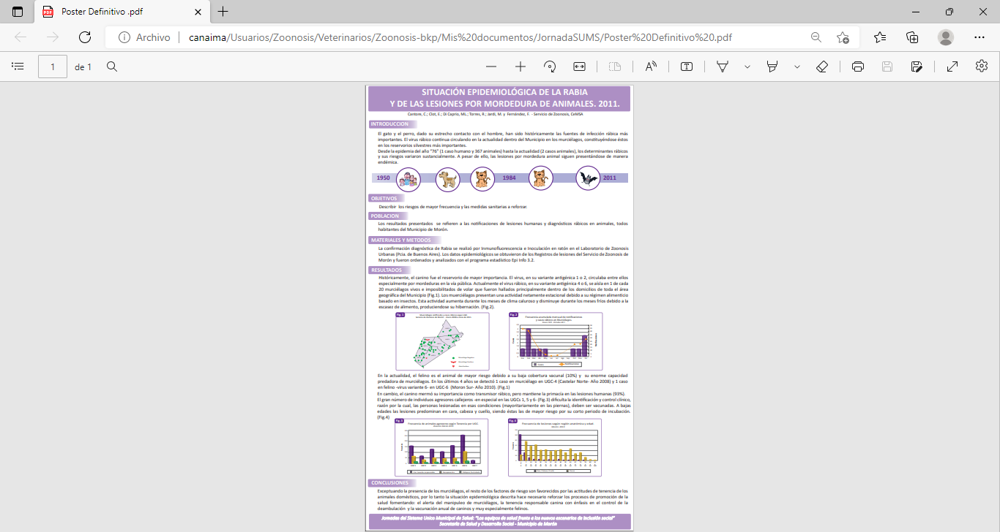 Poster Definitivo .pdf
Archivo
canaima/Usuarios/Zoonosis/Veterinarios/Zoonosis-bkp/Mis%20documentos/JornadaSUMS/Poster%20Definitivo%20.pdf
1 de 1
SITUACIÓN EPIDEMIOLÓGICA DE LA RABIA
Y DE LAS LESIONES POR MORDEDURA DE ANIMALES. 2011.
Cantore, C.; Clot, E.; Di Caprio, ML.; Torres, R.; Jardi, M. y Fernándes, F. - Servicio de Zoonosis, CeMSA
INTRODUCCION
El gato y el perro, dado su estrecho contacto con el hombre, han sido históricamente las fuentes de infección rábica más
importantes. El virus rábico continua circulando en la actualidad dentro del Municipio en los murciélagos, constituyéndose éstos
en los reservorios silvestres más importantes.
Desde la epidemia del año "76" (1 caso humano y 367 animales) hasta la actualidad (2 casos animales), los determinantes rábicos
y sus riesgos variaron sustancialmente. A pesar de ello, las lesiones por mordedura animal siguen presentándose de manera
endémica.
1950 1984 2011
OBJETIVOS
Describir los riesgos de mayor frecuencia y las medidas sanitarias a reforzar.
POBLACION
Los resultados presentados se refieren a las notificaciones de lesiones humanas y diagnósticos rábicos en animales, todos
habitantes del Municipio de Morón.
MATERIALES Y METODOS
La confirmación diagnóstica de Rabia se realizó por Inmunofluorescencia e Inoculación en ratón en el Laboratorio de Zoonosis
Urbanas (Pcia. de Buenos Aires). Los datos epidemiológicos se obtuvieron de los Registros de lesiones del Servicio de Zoonosis de
Morón y fueron ordenados y analizados con el programa estadístico Epi Info 3.2.
RESULTADOS
Históricamente, el canino fue el reservorio de mayor importancia. El virus, en su variante antigénica 1 o 2, circulaba entre ellos
especialmente por mordeduras en la vía pública. Actualmente el virus rábico, en su variante antigénica 4 o 6, se aisla en 1 de cada
20 murciélagos vivos e imposibilitados de volar que fueron hallados principalmente dentro de los domicilios de toda el área
geográfica del Municipio (Fig.1). Los muerciélagos presentan una actividad netamente estacional debido a su régimen alimenticio
basado en insectos. Esta actividad aumenta durante los meses de clima caluroso y disminuye durante los meses fríos debido a la
escasez de alimento, produciendose su hibernación. (Fig.2).
Fig. 1
Fig. 2
Frecuencia acumulada mensual de notificaciones
y casos rábicos en Murciélagos.
En la actualidad, el felino es el animal de mayor riesgo debido a su baja cobertura vacunal (10%) y su enorme capacidad
predadora de murciélagos. En los últimos 4 años se detectó 1 caso en murciélago en UGC-4 (Castelar Norte- Año 2008) y 1 caso
en felino -virus variante 6- en UGC-6 (Moron Sur- Año 2010). (Fig.1)
En cambio, el canino mermó su importancia como transmisor rábico, pero mantiene la primacía en las lesiones humanas (93%).
El gran número de individuos agresores callejeros -en especial en las UGCs 1, 5 y 6- (Fig.3) dificulta la identificación y control clínico,
razón por la cual, las personas lesionadas en esas condiciones (mayoritariamente en las piernas), deben ser vacunadas. A bajas
edades las lesiones predominan en cara, cabeza y cuello, siendo éstas las de mayor riesgo por su corto periodo de incubación.
(Fig.4)
Fig. 3
Frecuencia de animales agresores según Tenencia por UGC.
Frecuencia de lesiones según región anatómica y edad
CONCLUSIONES
Exceptuando la presencia de los murciélagos, el resto de los factores de riesgo son favorecidos por las actitudes de tenencia de los
animales domésticos, por lo tanto la situación epidemiológica descrita hace necesario reforzar los procesos de promoción de la
salud fomentando: el alerta del manipuleo de murciélagos, la tenencia responsable canina con énfasis en el control de la
deambulación y la vacunación anual de caninos y muy especialmente felinos.
Jornadas del Sistema Unico Municipal de Salud: "Los equipos de salud frente a los nuevos escenarios de inclusión social"
Secretaría de Salud y Desarrollo Social - Municipio de Morón